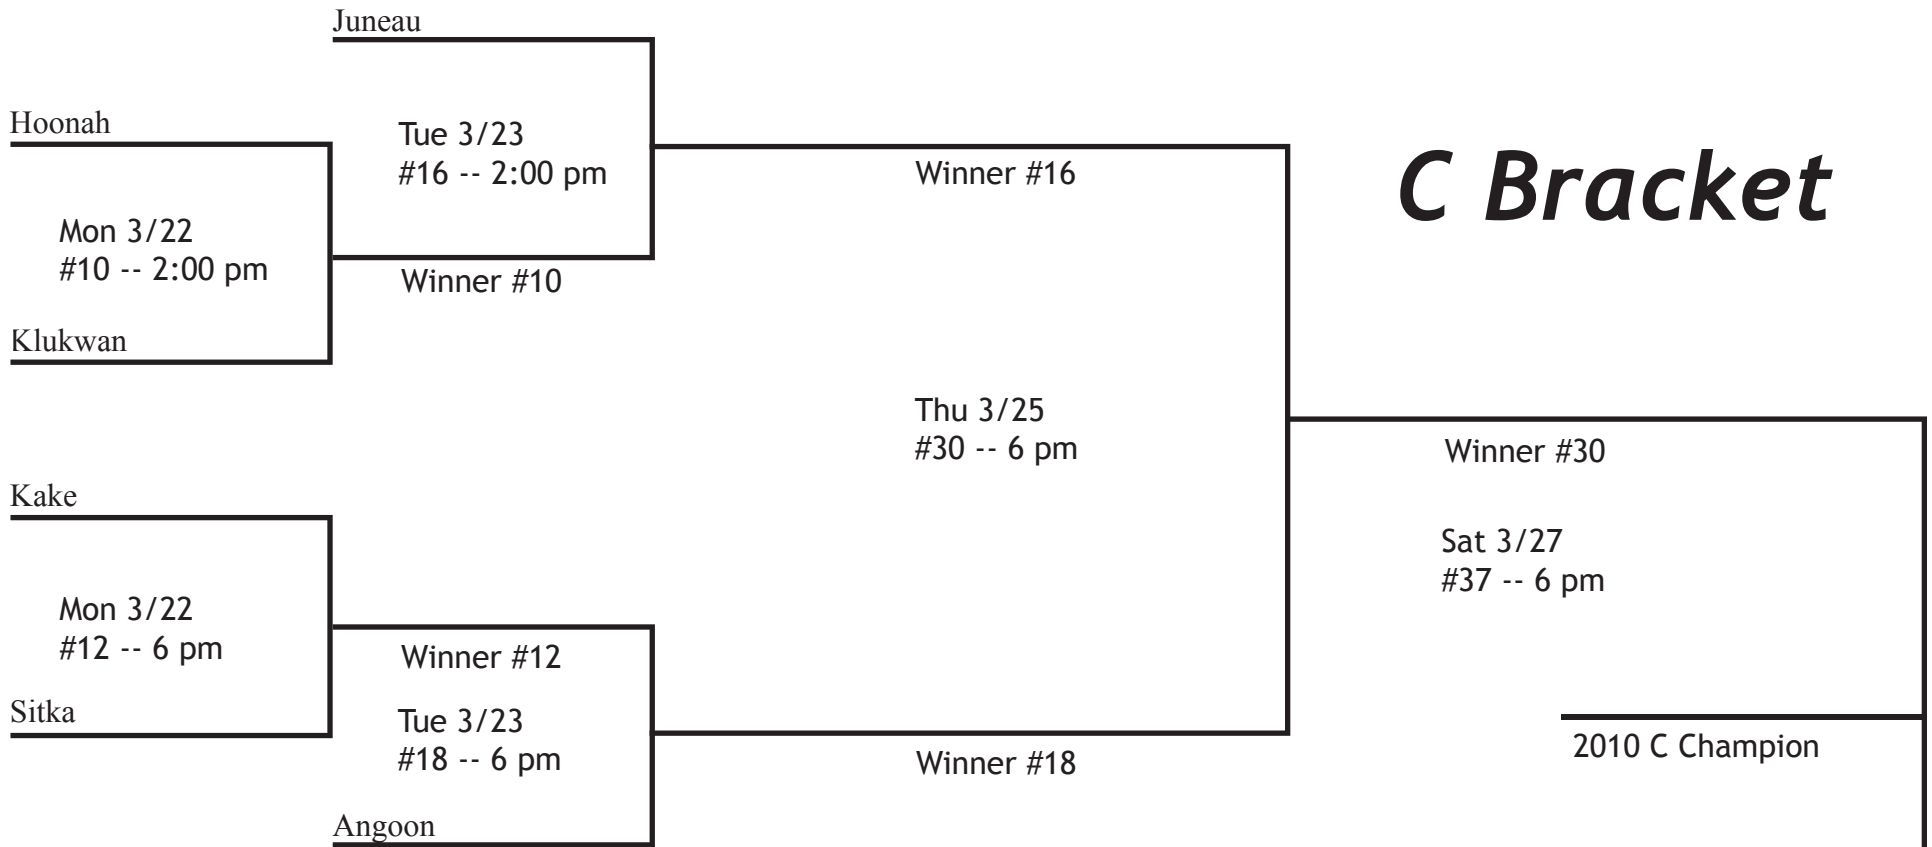 Juneau
Hoonah
Tue 3/23
#16 -- 2:00 pm
Winner #16
C Bracket
Mon 3/22
#10 -- 2:00 pm
Winner #10
Klukwan
Thu 3/25
#30 -- 6 pm
Winner #30
Kake
Sat 3/27
#37 -- 6 pm
Mon 3/22
#12 -- 6 pm
Winner #12
Sitka
Tue 3/23
#18 -- 6 pm
Winner #18
2010 C Champion
Angoon